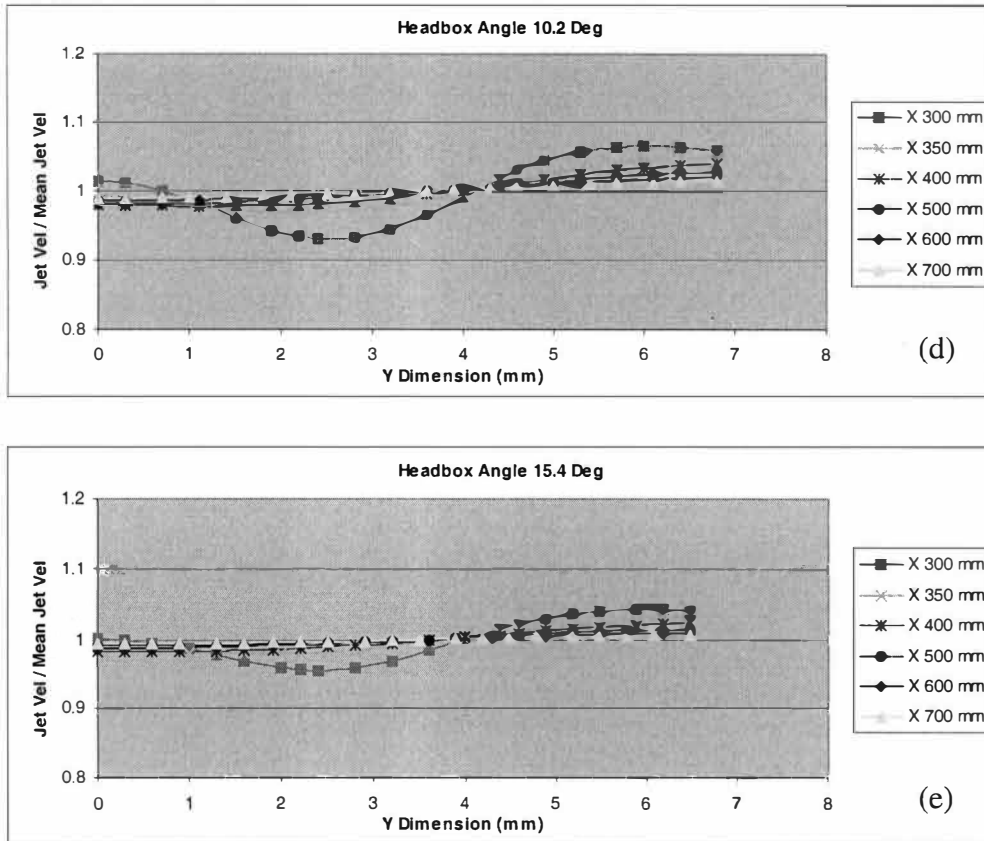 Headbox Angle 10.2 Deg
1.2
1.1
1
0.9
0.8
Jet Vel / Mean Jet Vel
0 1 2 3 4 5 6 7 8
Y Dimension (mm)
X 300 mm
X 350 mm
X 400 mm
X 500 mm
X 600 mm
X 700 mm
(d)
Headbox Angle 15.4 Deg
1.2
1.1
1
0.9
0.8
Jet Vel / Mean Jet Vel
0 1 2 3 4 5 6 7 8
Y Dimension (mm)
X 300 mm
X 350 mm
X 400 mm
X 500 mm
X 600 mm
X 700 mm
(e)